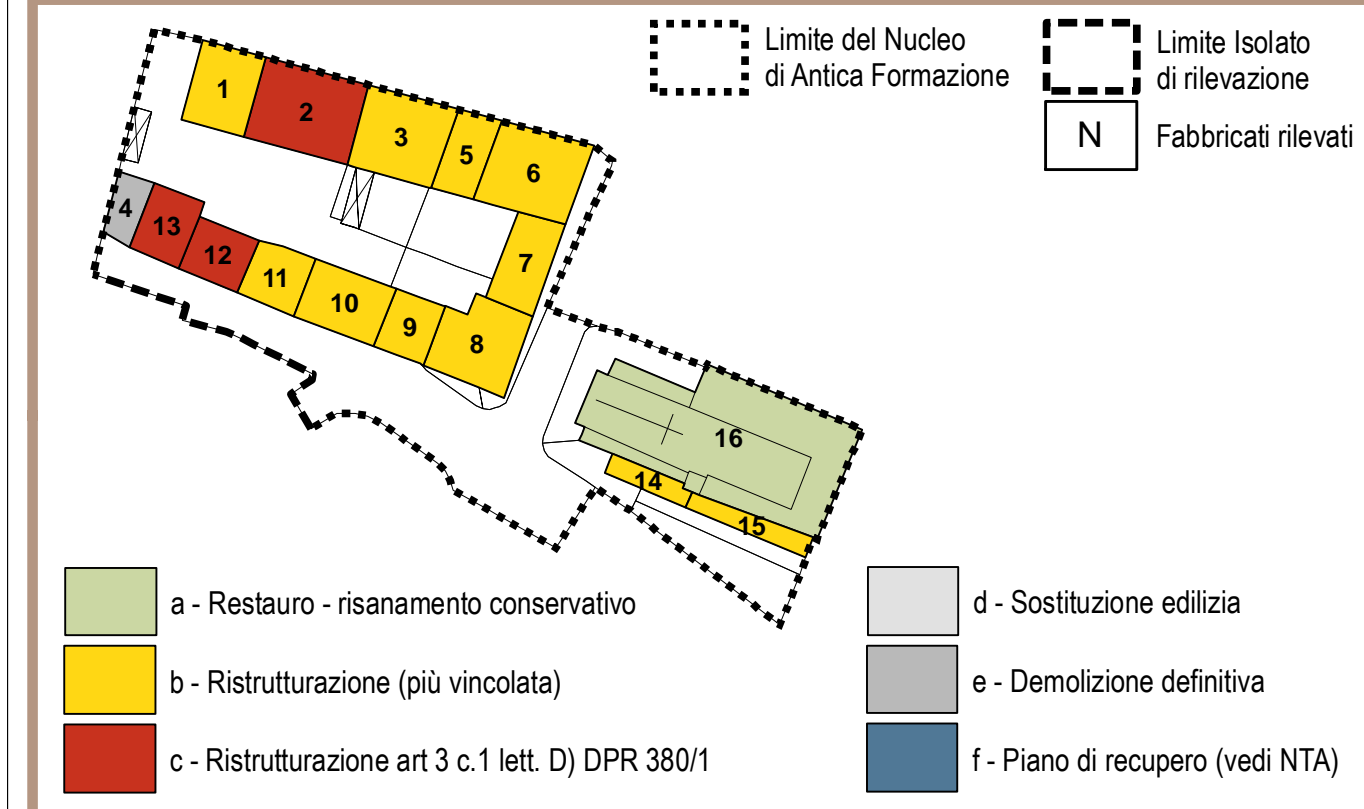 Limite del Nucleo
di Antica Formazione
Limite Isolato
di rilevazione
N
Fabbricati rilevati
1
2
3
5
6
4
13
12
11
10
9
8
7
16
14
15
a - Restauro - risanamento conservativo
b - Ristrutturazione (più vincolata)
c - Ristrutturazione art 3 c.1 lett. D) DPR 380/1
d - Sostituzione edilizia
e - Demolizione definitiva
f - Piano di recupero (vedi NTA)